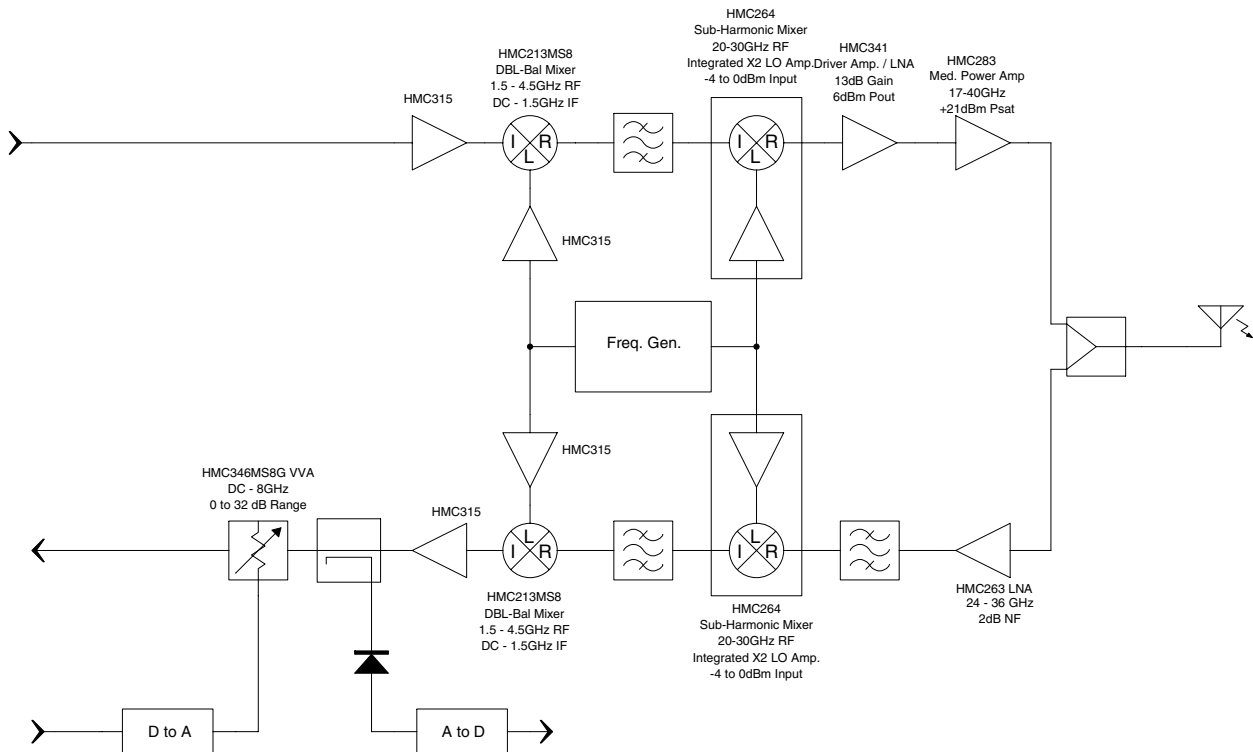 HMC264
Sub-Harmonic Mixer
20-30GHz RF
Integrated X2 LO Amp.
-4 to 0dBm Input
HMC213MS8
DBL-Bal Mixer
1.5 - 4.5GHz RF
DC - 1.5GHz IF
HMC341
Driver Amp. / LNA
13dB Gain
6dBm Pout
HMC283
Med. Power Amp
17-40GHz
+21dBm Psat
HMC315
I R
L
I R
L
HMC315
Freq. Gen.
HMC315
HMC346MS8G VVA
DC - 8GHz
0 to 32 dB Range
HMC315
L
I R
L
I R
HMC213MS8
DBL-Bal Mixer
1.5 - 4.5GHz RF
DC - 1.5GHz IF
HMC264
Sub-Harmonic Mixer
20-30GHz RF
Integrated X2 LO Amp.
-4 to 0dBm Input
HMC263 LNA
24 - 36 GHz
2dB NF
D to A
A to D